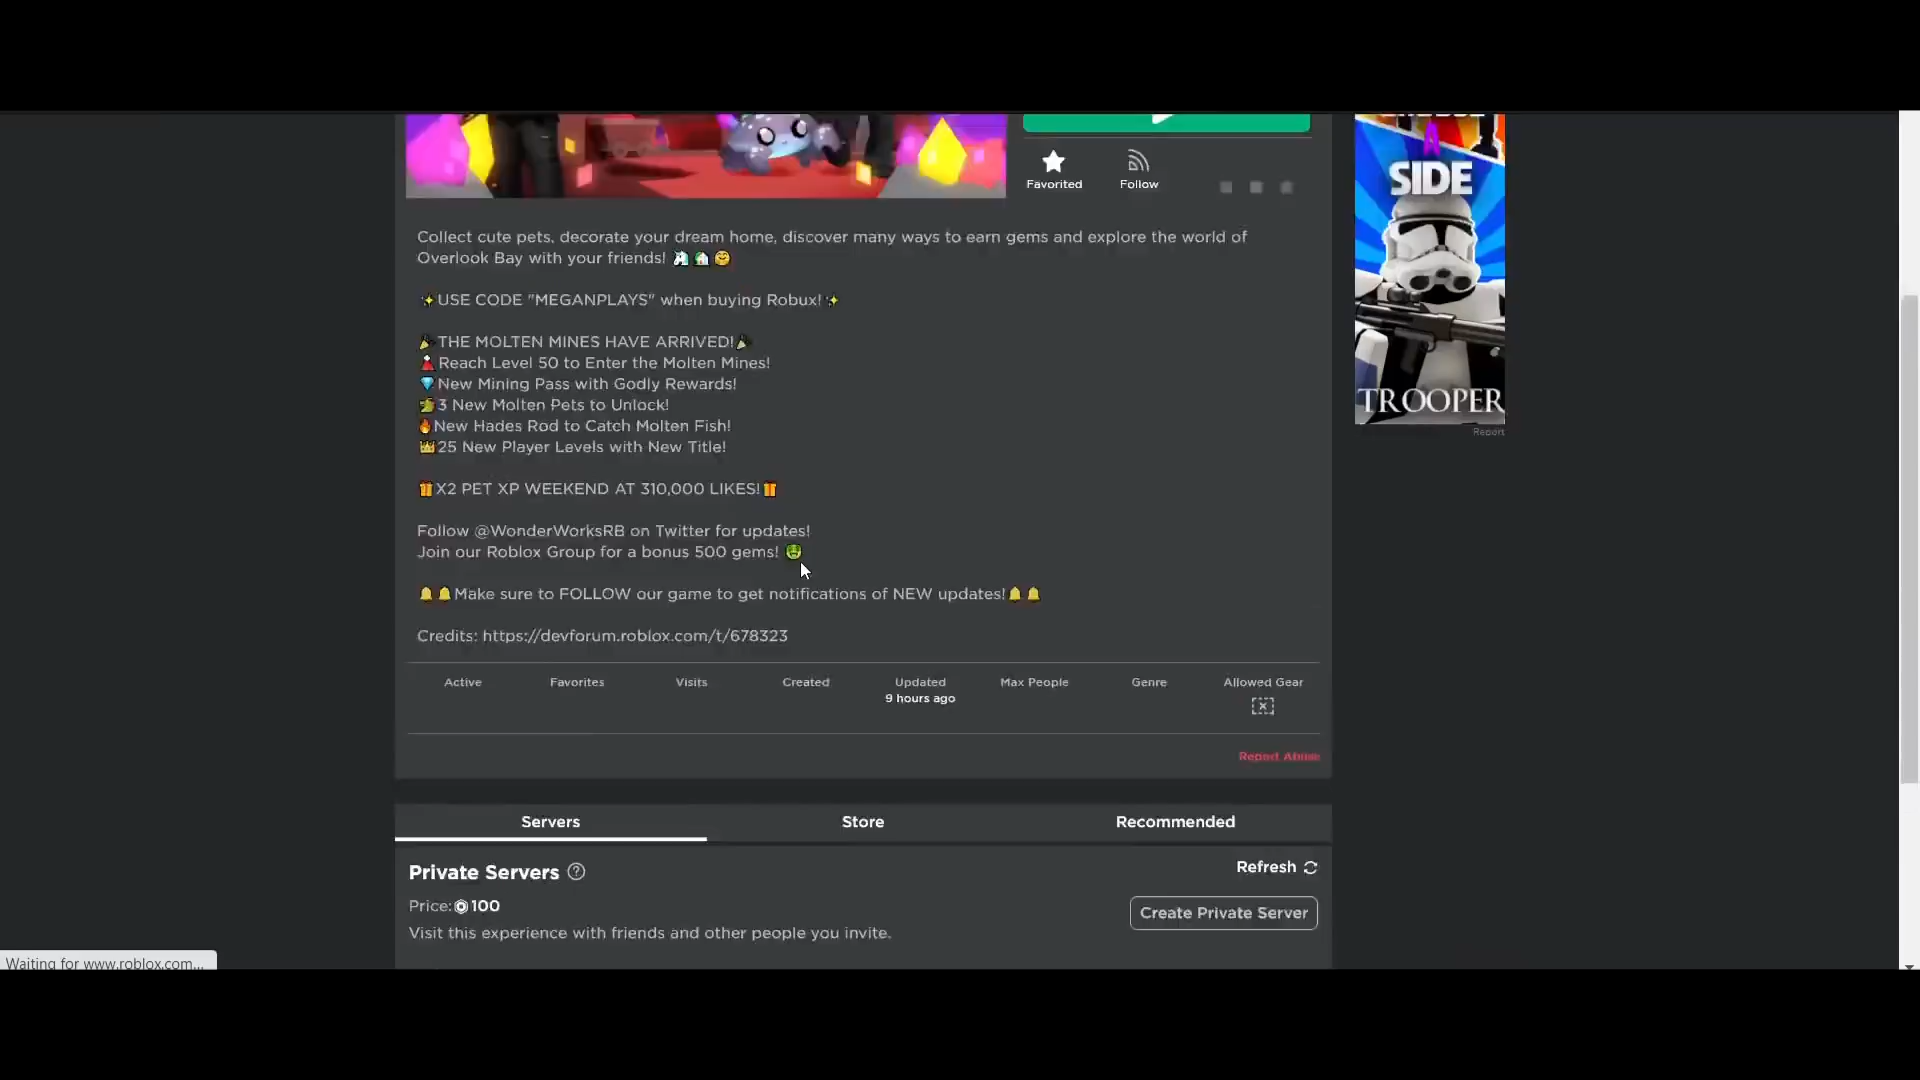 Favorited
Follow
Collect cute pets, decorate your dream home, discover many ways to earn gems and explore the world of
Overlook Bay with your friends! 🦄🏠🤗
✨USE CODE "MEGANPLAYS" when buying Robux!✨
🎉THE MOLTEN MINES HAVE ARRIVED!🎉
🌋Reach Level 50 to Enter the Molten Mines!
💎New Mining Pass with Godly Rewards!
🐲3 New Molten Pets to Unlock!
🔥New Hades Rod to Catch Molten Fish!
👑25 New Player Levels with New Title!
🎁X2 PET XP WEEKEND AT 310,000 LIKES!🎁
Follow @WonderWorksRB on Twitter for updates!
Join our Roblox Group for a bonus 500 gems! 🤑
🔔🔔Make sure to FOLLOW our game to get notifications of NEW updates!🔔🔔
Credits: https://devforum.roblox.com/t/678323
Active Favorites Visits Created Updated Max People Genre Allowed Gear
9 hours ago
Report Abuse
Servers Store Recommended
Private Servers
Refresh
Price: 100
Create Private Server
Visit this experience with friends and other people you invite.
Waiting for www.roblox.com...
A
SIDE
TROOPER
Report